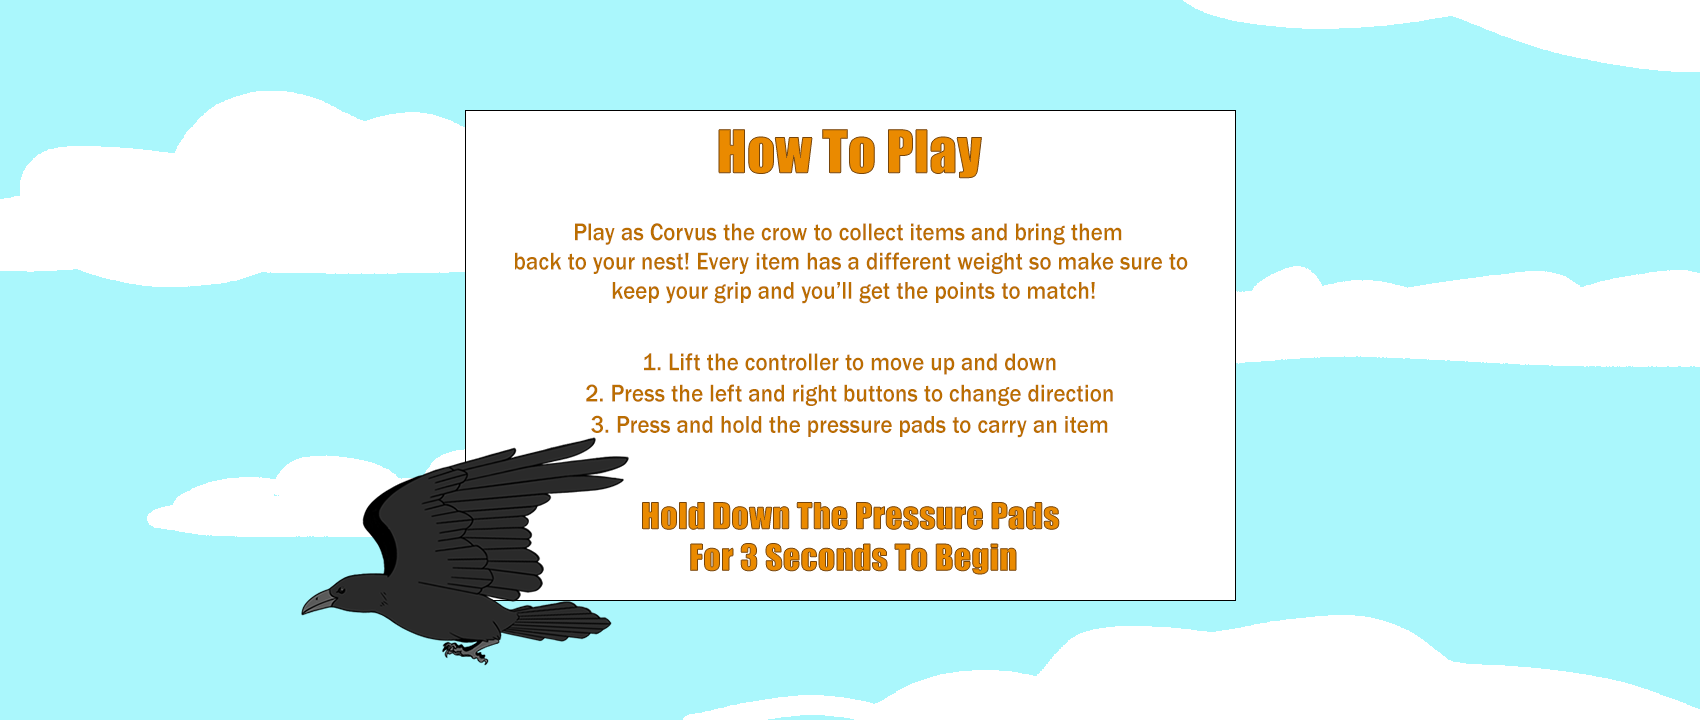 How To Play
Play as Corvus the crow to collect items and bring them
back to your nest! Every item has a different weight so make sure to
keep your grip and you’ll get the points to match!
1. Lift the controller to move up and down
2. Press the left and right buttons to change direction
3. Press and hold the pressure pads to carry an item
Hold Down The Pressure Pads
For 3 Seconds To Begin